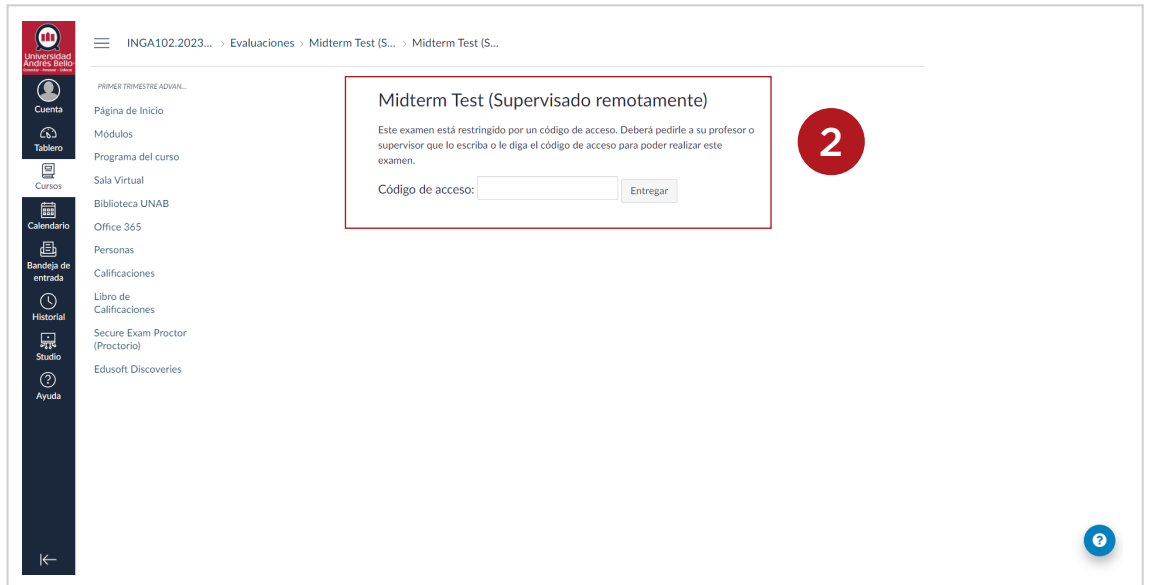 Universidad
Andrés Bello
Conectar - Innovar - Liderar
INGA102.2023... > Evaluaciones > Midterm Test (S... > Midterm Test (S...
Cuenta
Tablero
Cursos
Calendario
Bandeja de
entrada
Historial
Studio
Ayuda
PRIMER TRIMESTRE ADVAN...
Página de Inicio
Módulos
Programa del curso
Sala Virtual
Biblioteca UNAB
Office 365
Personas
Calificaciones
Libro de
Calificaciones
Secure Exam Proctor
(Proctorio)
Edusoft Discoveries
Midterm Test (Supervisado remotamente)
Este examen está restringido por un código de acceso. Deberá pedirle a su profesor o
supervisor que lo escriba o le diga el código de acceso para poder realizar este
examen.
Código de acceso: Entregar
2